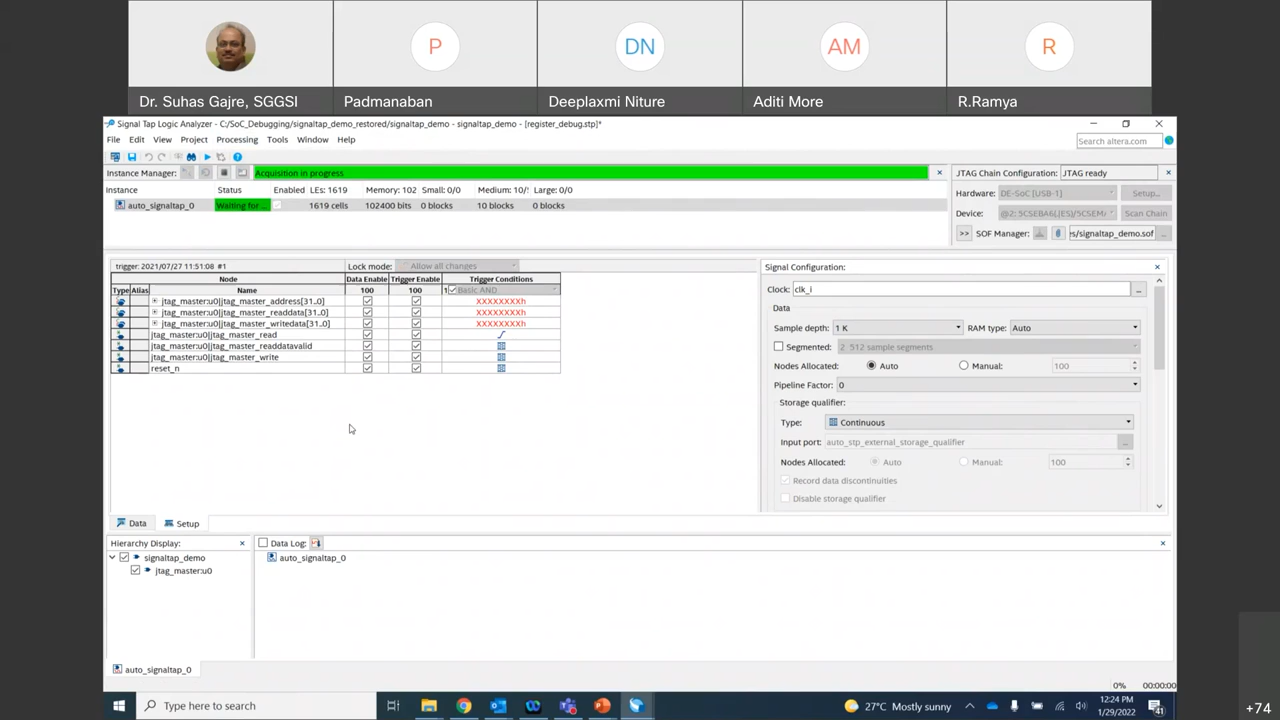 P
DN
AM
R
Dr. Suhas Gajre, SGGSI
Padmanaban
Deeplaxmi Niture
Aditi More
R.Ramya
Signal Tap Logic Analyzer - C:/SoC_Debugging/signaltap_demo_restored/signaltap_demo - signaltap_demo - [register_debug.stp]*
File Edit View Project Processing Tools Window Help
Search altera.com
Instance Manager: Acquisition in progress
JTAG Chain Configuration: JTAG ready
Instance Status Enabled LEs: 1619 Memory: 102 Small: 0/0 Medium: 10/ Large: 0/0
auto_signaltap_0 Waiting for ... 1619 cells 102400 bits 0 blocks 10 blocks 0 blocks
Hardware: DE-SoC [USB-1] Setup...
Device: @2: 5CSEBA6(.|ES)/5CSEM Scan Chain
>> SOF Manager: es/signaltap_demo.sof ...
trigger: 2021/07/27 11:51:08 #1
Lock mode: Allow all changes
Node Data Enable Trigger Enable Trigger Conditions
Type Alias Name 100 100 1 Basic AND
jtag_master:u0|jtag_master_address[31..0] XXXXXXXXh
jtag_master:u0|jtag_master_readdata[31..0] XXXXXXXXh
jtag_master:u0|jtag_master_writedata[31..0] XXXXXXXXh
jtag_master:u0|jtag_master_read
jtag_master:u0|jtag_master_readdatavalid
jtag_master:u0|jtag_master_write
reset_n
Signal Configuration:
Clock: clk_i ...
Data
Sample depth: 1 K RAM type: Auto
Segmented: 2 512 sample segments
Nodes Allocated: Auto Manual: 100
Pipeline Factor: 0
Storage qualifier:
Type: Continuous
Input port: auto_stp_external_storage_qualifier ...
Nodes Allocated: Auto Manual: 100
Record data discontinuities
Disable storage qualifier
Data Setup
Hierarchy Display:
signaltap_demo
jtag_master:u0
Data Log:
auto_signaltap_0
auto_signaltap_0
0% 00:00:00
Type here to search
27°C Mostly sunny
12:24 PM
1/29/2022
41
+74